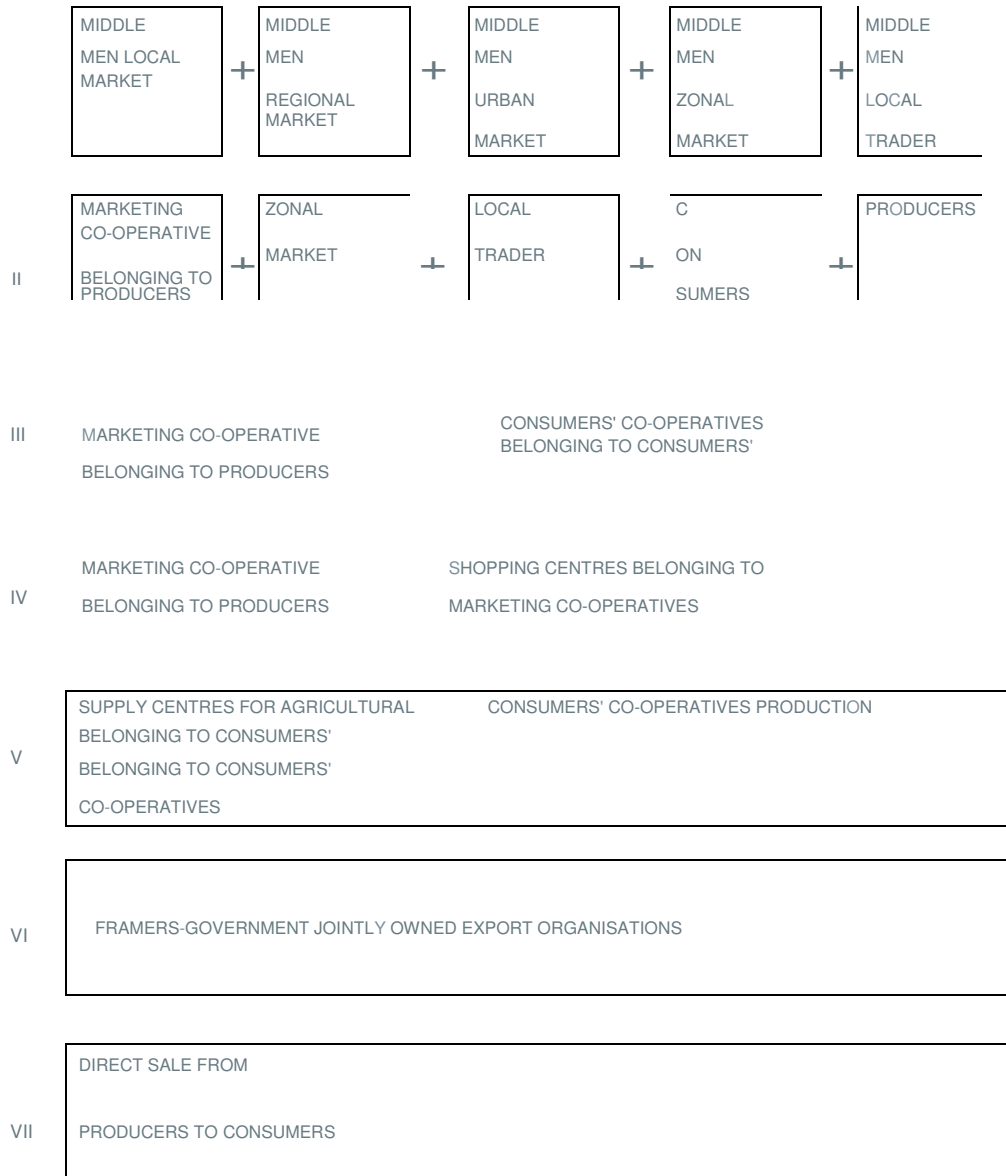 MIDDLE
MEN LOCAL
MARKET
+
MIDDLE
MEN
REGIONAL
MARKET
+
MIDDLE
MEN
URBAN
MARKET
+
MIDDLE
MEN
ZONAL
MARKET
+
MIDDLE
MEN
LOCAL
TRADER
II
MARKETING
CO-OPERATIVE
BELONGING TO
PRODUCERS
+
ZONAL
MARKET
+
LOCAL
TRADER
+
C
ON
SUMERS
+
PRODUCERS
III
MARKETING CO-OPERATIVE
BELONGING TO PRODUCERS
CONSUMERS' CO-OPERATIVES
BELONGING TO CONSUMERS'
IV
MARKETING CO-OPERATIVE
BELONGING TO PRODUCERS
SHOPPING CENTRES BELONGING TO
MARKETING CO-OPERATIVES
V
SUPPLY CENTRES FOR AGRICULTURAL CONSUMERS' CO-OPERATIVES PRODUCTION
BELONGING TO CONSUMERS'
BELONGING TO CONSUMERS'
CO-OPERATIVES
VI
FRAMERS-GOVERNMENT JOINTLY OWNED EXPORT ORGANISATIONS
VII
DIRECT SALE FROM
PRODUCERS TO CONSUMERS